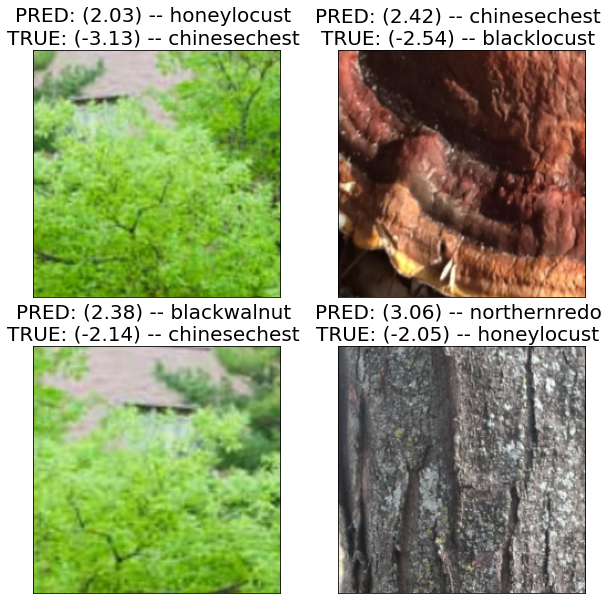 PRED: (2.03) -- honeylocust
TRUE: (-3.13) -- chinesechest
PRED: (2.42) -- chinesechest
TRUE: (-2.54) -- blacklocust
PRED: (2.38) -- blackwalnut
TRUE: (-2.14) -- chinesechest
PRED: (3.06) -- northernredo
TRUE: (-2.05) -- honeylocust